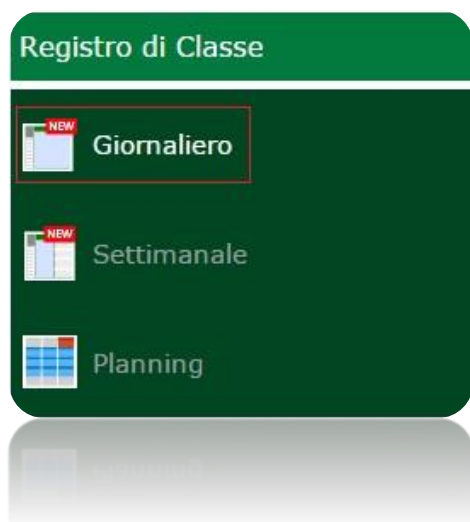 Registro di Classe
NEW
Giornaliero
NEW
Settimanale
Planning